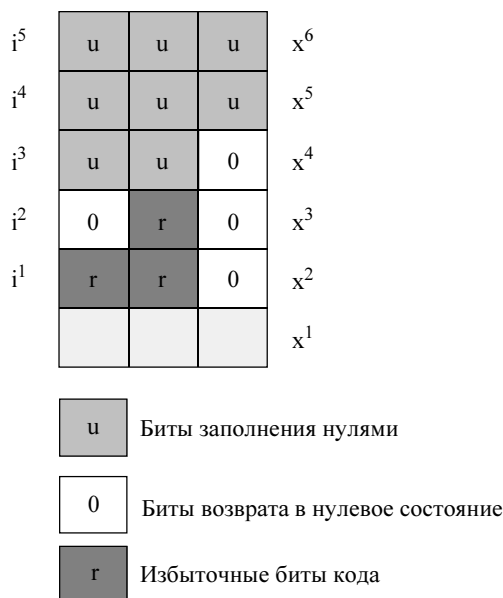 i⁵ u u u x⁶
i⁴ u u u x⁵
i³ u u 0 x⁴
i² 0 r 0 x³
i¹ r r 0 x²
x¹
u Биты заполнения нулями
0 Биты возврата в нулевое состояние
r Избыточные биты кода